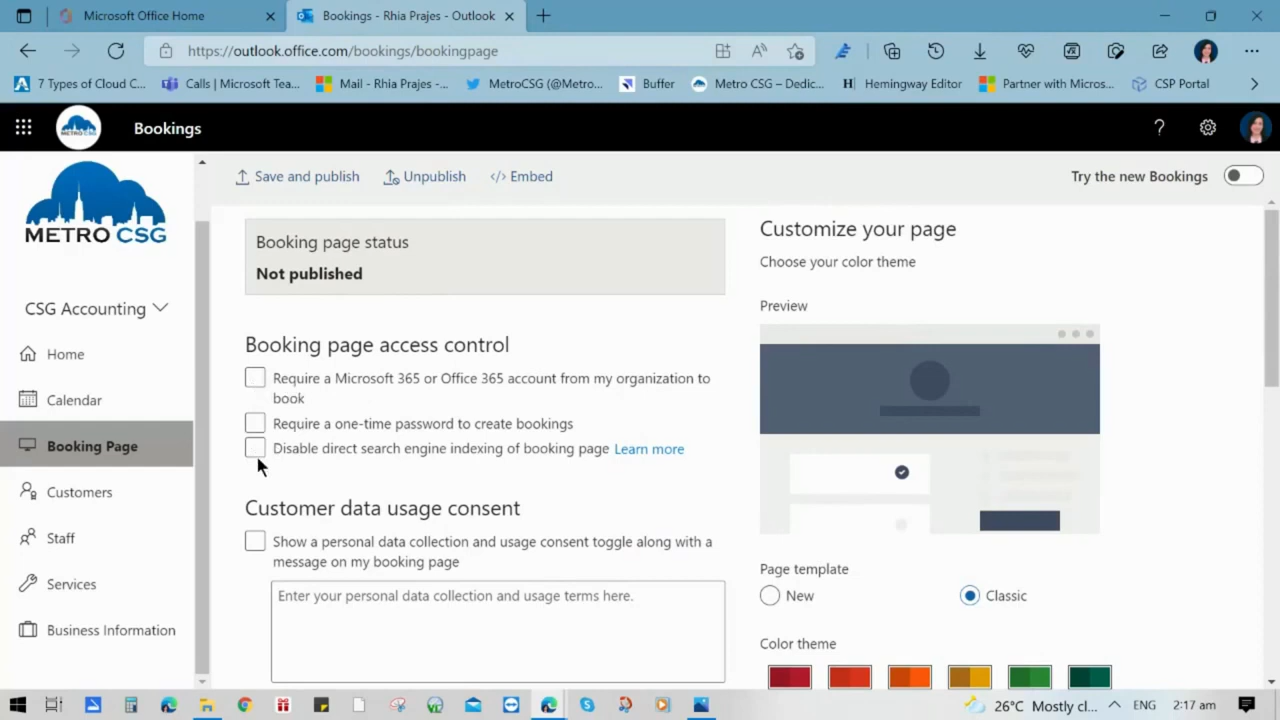 Microsoft Office Home
Bookings - Rhia Prajes - Outlook
https://outlook.office.com/bookings/bookingpage
7 Types of Cloud C...
Calls | Microsoft Tea...
Mail - Rhia Prajes -...
MetroCSG (@Metro...
Buffer
Metro CSG – Dedic...
Hemingway Editor
Partner with Micros...
CSP Portal
METRO CSG
Bookings
METRO CSG
Save and publish
Unpublish
</> Embed
Try the new Bookings
Booking page status
Not published
Customize your page
Choose your color theme
Preview
CSG Accounting
Home
Calendar
Booking Page
Customers
Staff
Services
Business Information
Booking page access control
Require a Microsoft 365 or Office 365 account from my organization to
book
Require a one-time password to create bookings
Disable direct search engine indexing of booking page Learn more
Customer data usage consent
Show a personal data collection and usage consent toggle along with a
message on my booking page
Enter your personal data collection and usage terms here.
Page template
New
Classic
Color theme
26°C Mostly cl...
ENG
2:17 am